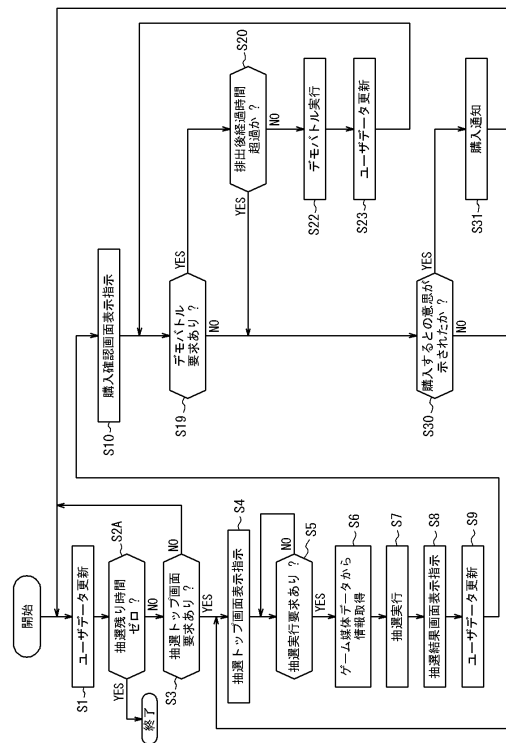 開始
S1
ユーザデータ更新
S2A
抽選残り時間
ゼロ？
YES
NO
終了
S3
抽選トップ画面
要求あり？
NO
YES
S4
抽選トップ画面表示指示
S5
抽選実行要求あり？
NO
YES
S6
ゲーム媒体データから
情報取得
S7
抽選実行
S8
抽選結果画面表示指示
S9
ユーザデータ更新
S10
購入確認画面表示指示
S19
デモバトル
要求あり？
YES
NO
S20
排出後経過時間
超過か？
YES
NO
S22
デモバトル実行
S23
ユーザデータ更新
S30
購入するとの意思が
示されたか？
YES
NO
S31
購入通知